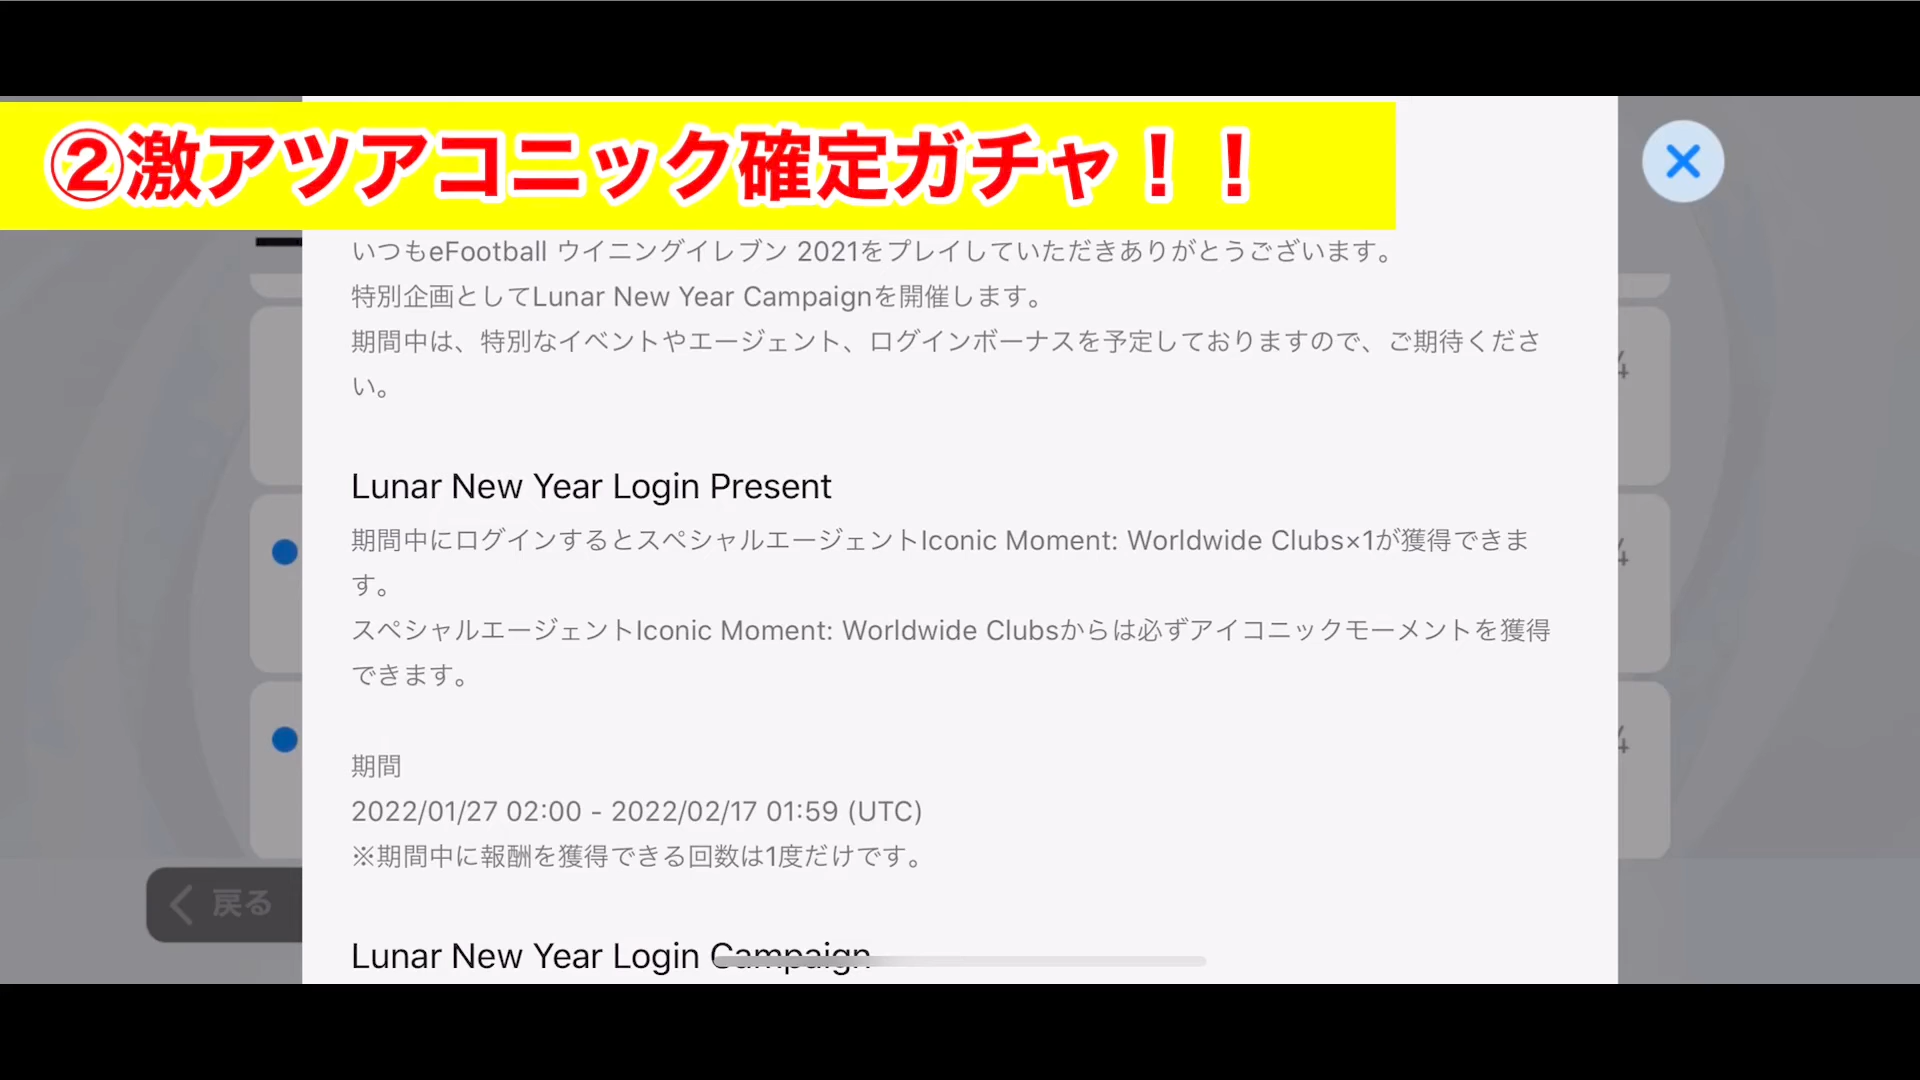 ②激アツアコニック確定ガチャ！！
いつもeFootball ウイニングイレブン 2021をプレイしていただきありがとうございます。
特別企画としてLunar New Year Campaignを開催します。
期間中は、特別なイベントやエージェント、ログインボーナスを予定しておりますので、ご期待くださ
い。
Lunar New Year Login Present
期間中にログインするとスペシャルエージェントIconic Moment: Worldwide Clubs×1が獲得できま
す。
スペシャルエージェントIconic Moment: Worldwide Clubsからは必ずアイコニックモーメントを獲得
できます。
期間
2022/01/27 02:00 - 2022/02/17 01:59 (UTC)
※期間中に報酬を獲得できる回数は1度だけです。
戻る
Lunar New Year Login Campaign